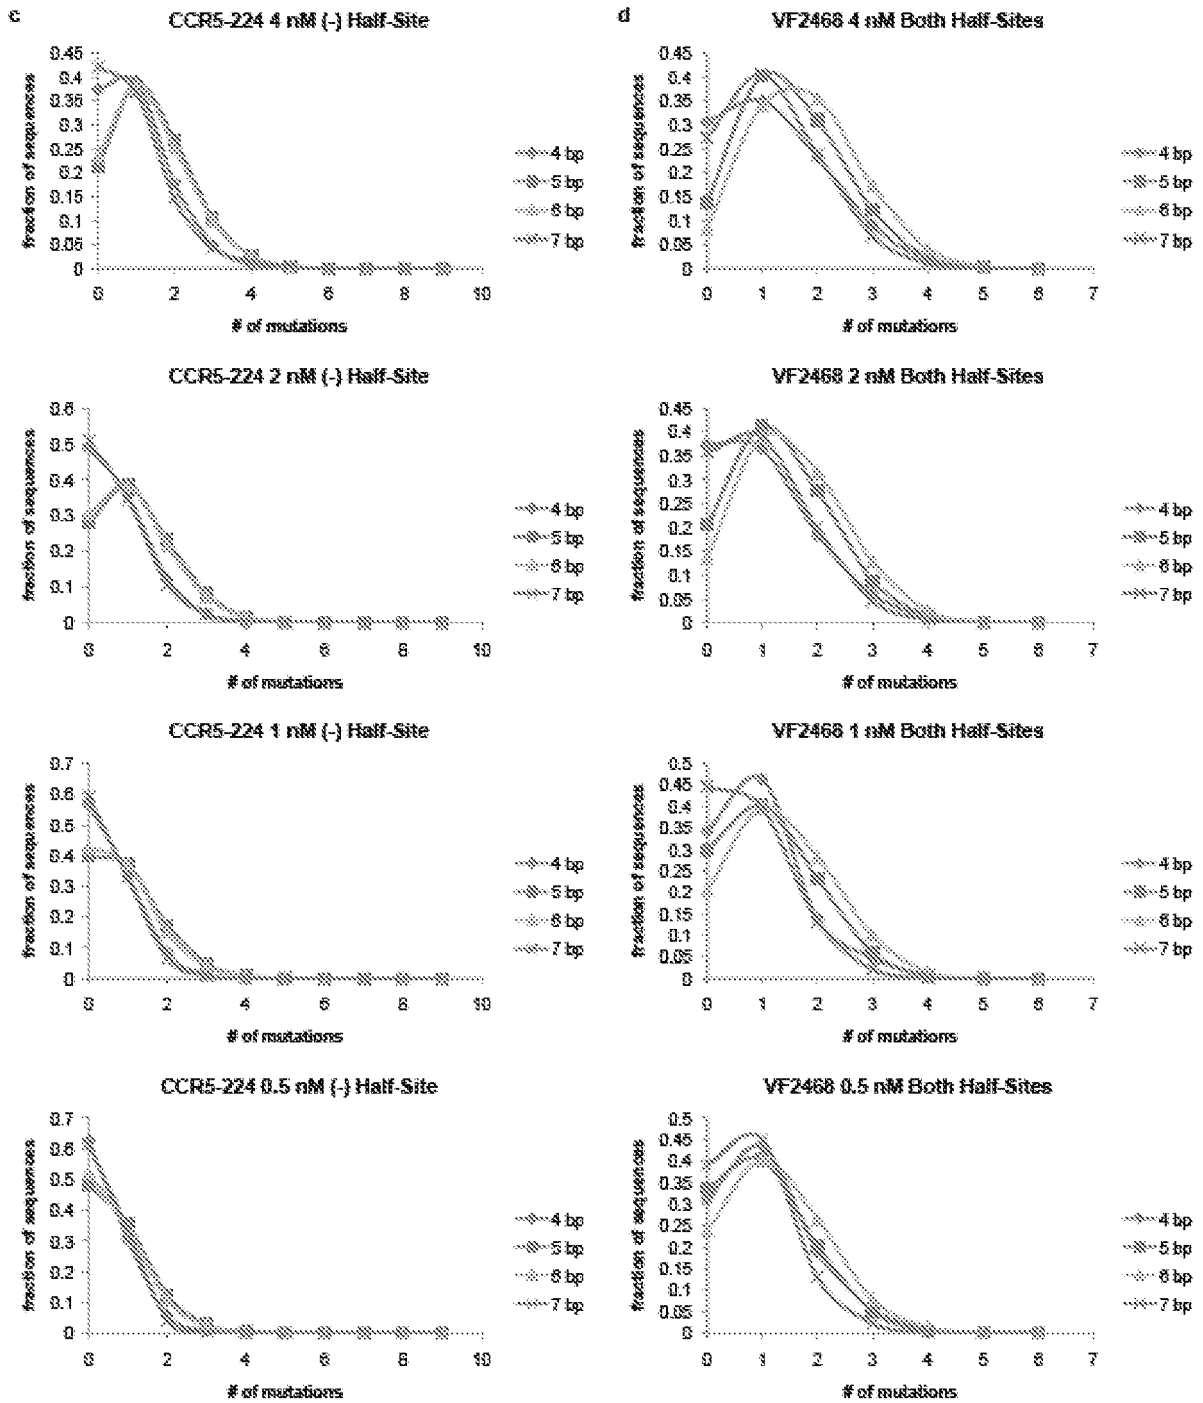 c
CCR5-224 4 nM (-) Half-Site
fraction of sequences
0.45
0.4
0.35
0.3
0.25
0.2
0.15
0.1
0.05
0
0 2 4 6 8 10
# of mutations
4 bp
5 bp
6 bp
7 bp
d
VF2468 4 nM Both Half-Sites
fraction of sequences
0.45
0.4
0.35
0.3
0.25
0.2
0.15
0.1
0.05
0
0 1 2 3 4 5 6 7
# of mutations
4 bp
5 bp
6 bp
7 bp
CCR5-224 2 nM (-) Half-Site
fraction of sequences
0.6
0.5
0.4
0.3
0.2
0.1
0
0 2 4 6 8 10
# of mutations
4 bp
5 bp
6 bp
7 bp
VF2468 2 nM Both Half-Sites
fraction of sequences
0.45
0.4
0.35
0.3
0.25
0.2
0.15
0.1
0.05
0
0 1 2 3 4 5 6 7
# of mutations
4 bp
5 bp
6 bp
7 bp
CCR5-224 1 nM (-) Half-Site
fraction of sequences
0.7
0.6
0.5
0.4
0.3
0.2
0.1
0
0 2 4 6 8 10
# of mutations
4 bp
5 bp
6 bp
7 bp
VF2468 1 nM Both Half-Sites
fraction of sequences
0.5
0.45
0.4
0.35
0.3
0.25
0.2
0.15
0.1
0.05
0
0 1 2 3 4 5 6 7
# of mutations
4 bp
5 bp
6 bp
7 bp
CCR5-224 0.5 nM (-) Half-Site
fraction of sequences
0.7
0.6
0.5
0.4
0.3
0.2
0.1
0
0 2 4 6 8 10
# of mutations
4 bp
5 bp
6 bp
7 bp
VF2468 0.5 nM Both Half-Sites
fraction of sequences
0.5
0.45
0.4
0.35
0.3
0.25
0.2
0.15
0.1
0.05
0
0 1 2 3 4 5 6 7
# of mutations
4 bp
5 bp
6 bp
7 bp